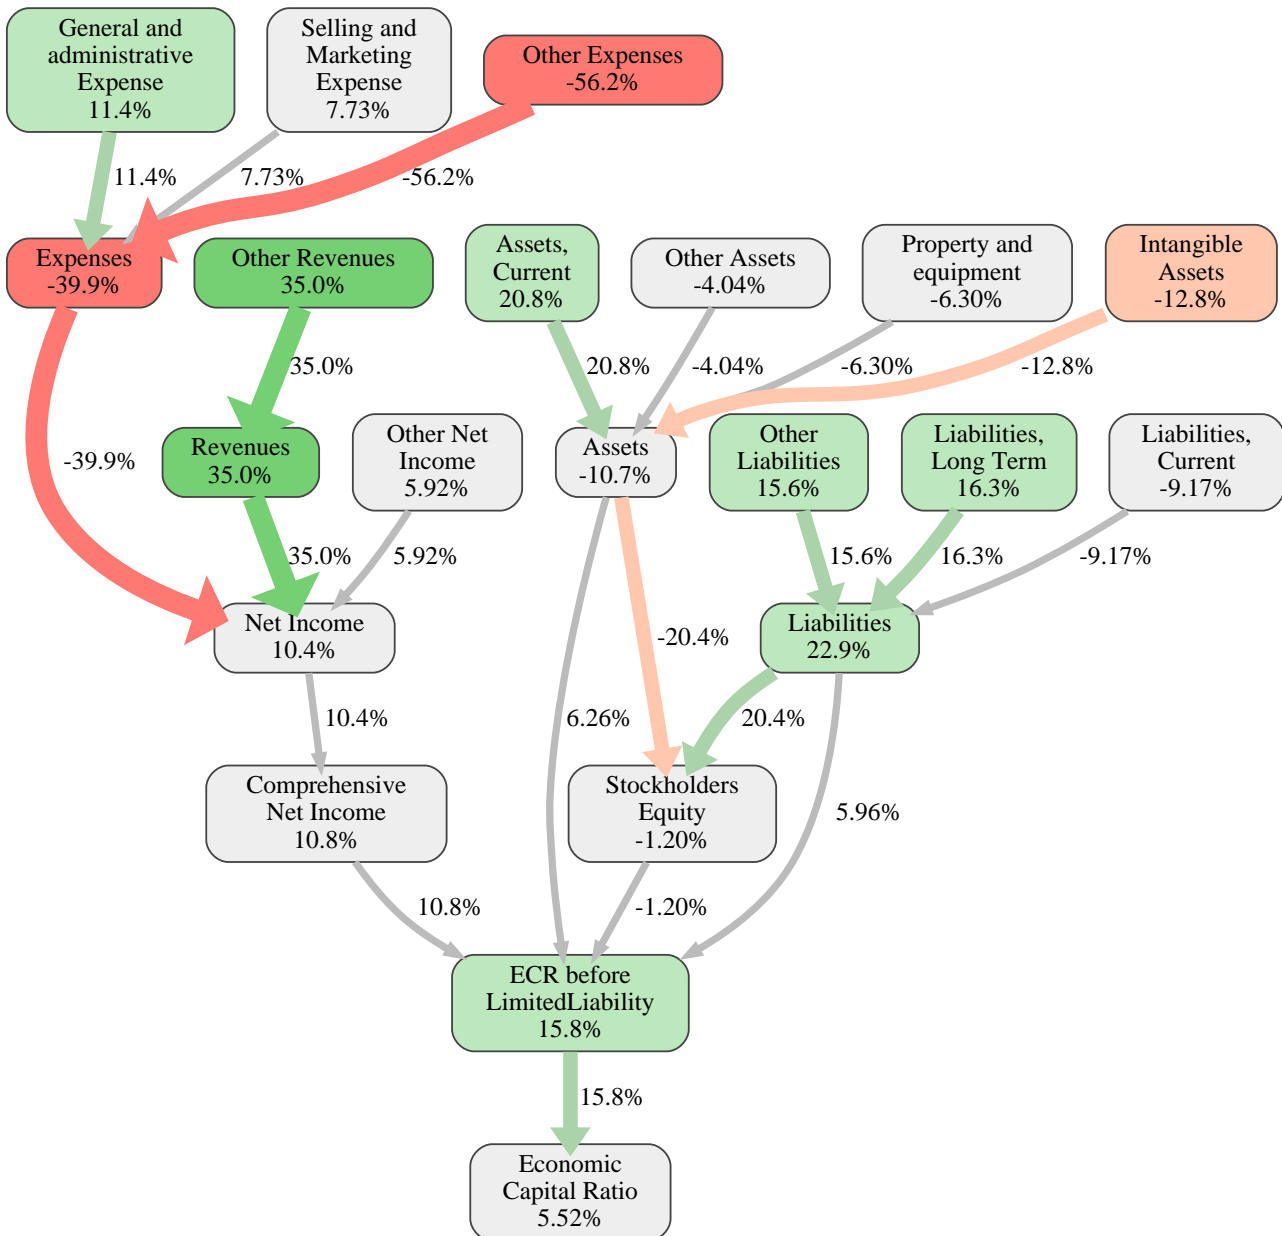 General and
administrative
Expense
11.4%
Selling and
Marketing
Expense
7.73%
Other Expenses
-56.2%
11.4%
7.73%
-56.2%
Expenses
-39.9%
Other Revenues
35.0%
Assets,
Current
20.8%
Other Assets
-4.04%
Property and
equipment
-6.30%
Intangible
Assets
-12.8%
35.0%
20.8%
-4.04%
-6.30%
-12.8%
-39.9%
Revenues
35.0%
Other Net
Income
5.92%
Assets
-10.7%
Other
Liabilities
15.6%
Liabilities,
Long Term
16.3%
Liabilities,
Current
-9.17%
35.0%
5.92%
15.6%
16.3%
-9.17%
Net Income
10.4%
-20.4%
Liabilities
22.9%
10.4%
6.26%
20.4%
Comprehensive
Net Income
10.8%
Stockholders
Equity
-1.20%
5.96%
10.8%
-1.20%
ECR before
LimitedLiability
15.8%
15.8%
Economic
Capital Ratio
5.52%